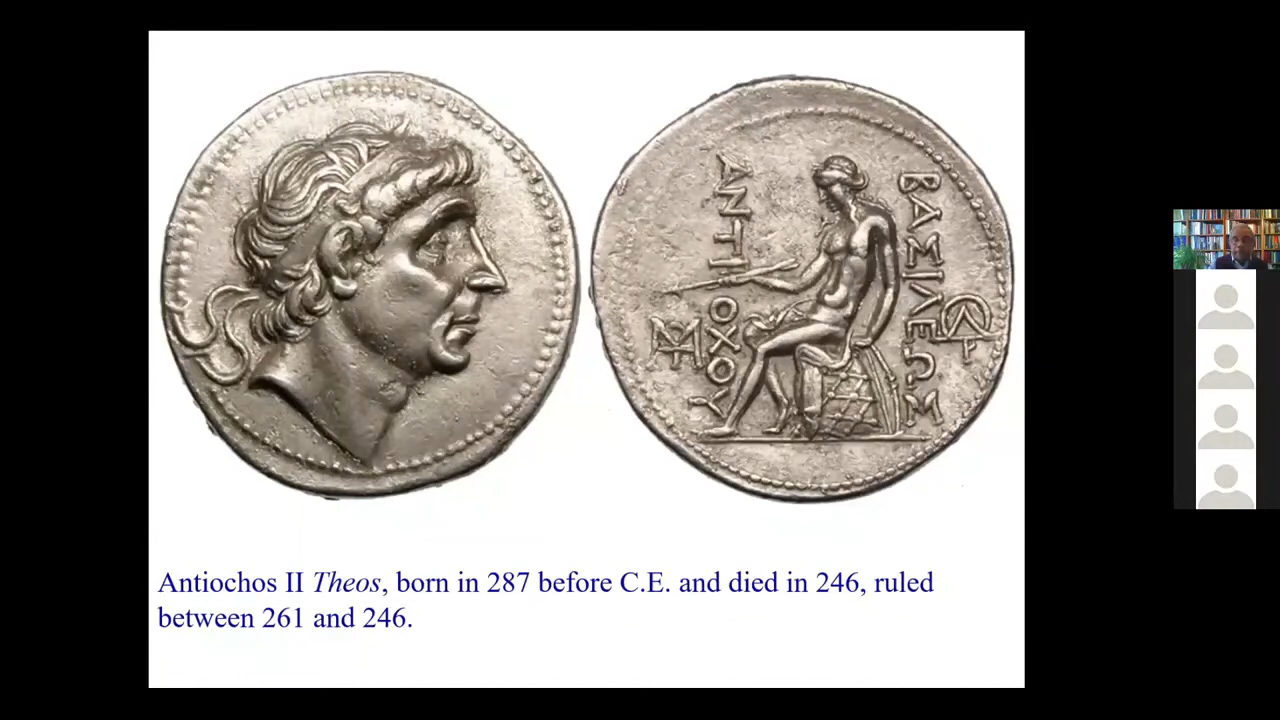 ΒΑΣΙΛΕΩΣ
ΑΝΤΙΟΧΟΥ
Antiochos II Theos, born in 287 before C.E. and died in 246, ruled
between 261 and 246.